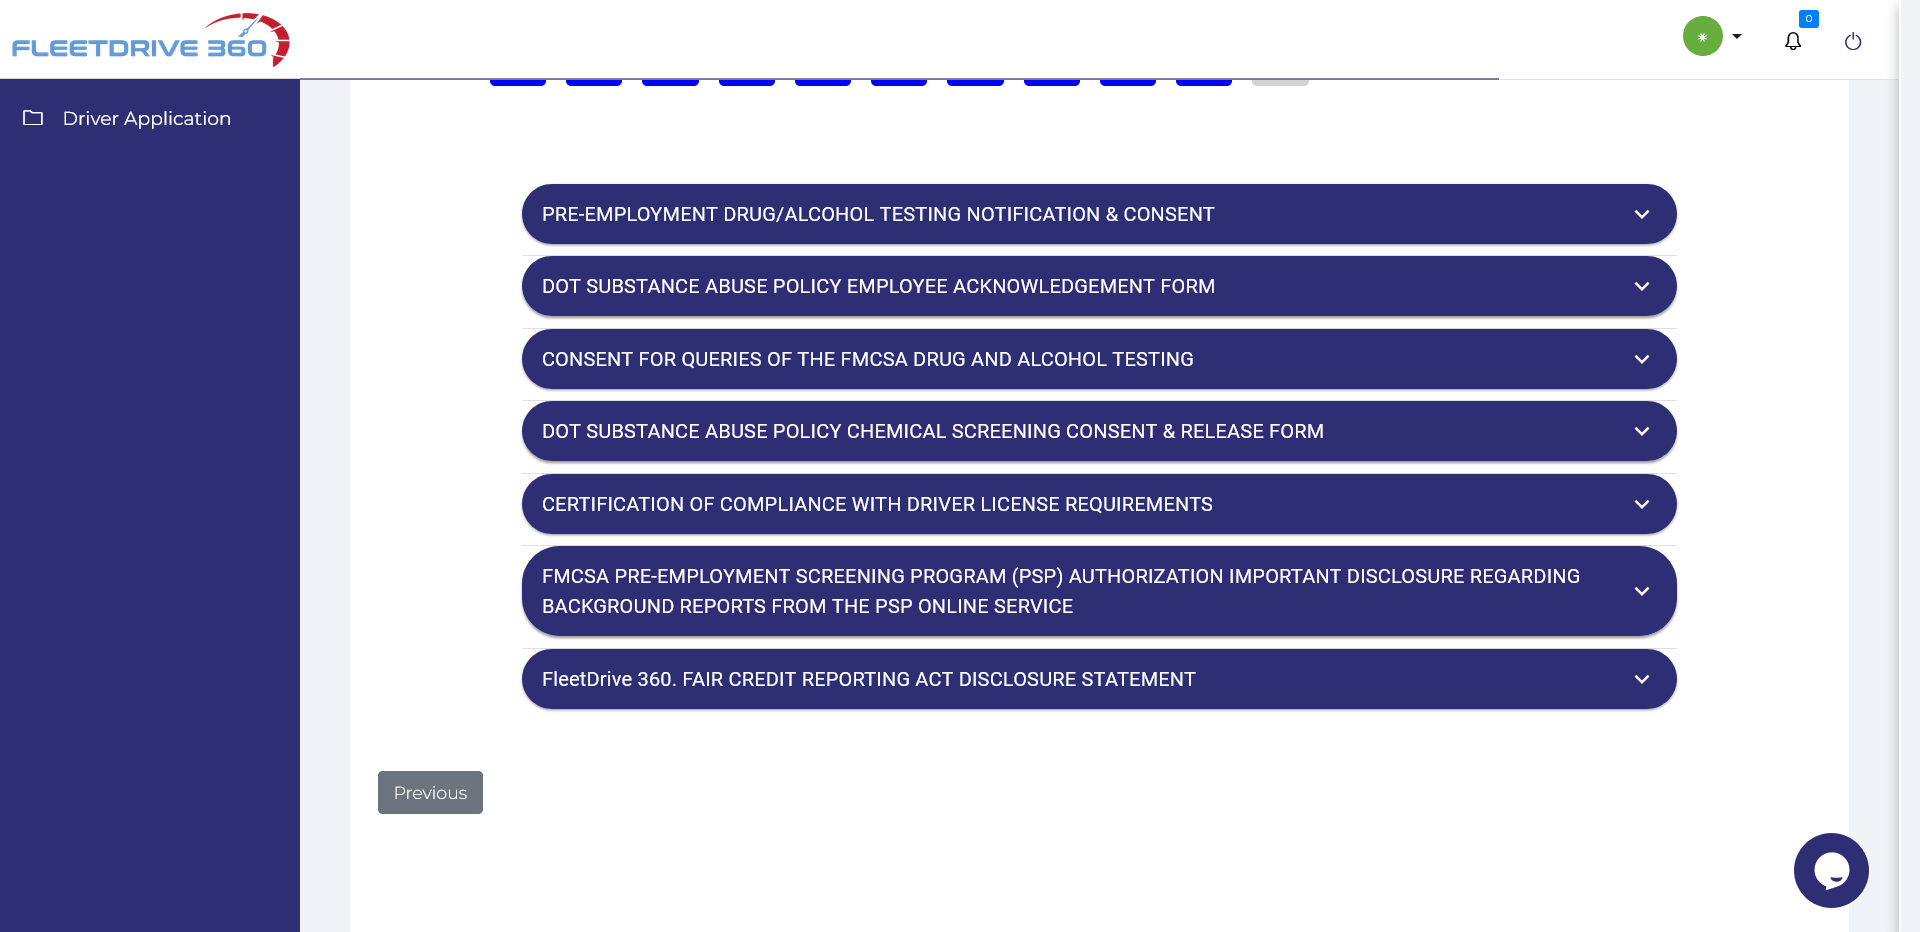 FLEETDRIVE 360
0
Driver Application
PRE-EMPLOYMENT DRUG/ALCOHOL TESTING NOTIFICATION & CONSENT
DOT SUBSTANCE ABUSE POLICY EMPLOYEE ACKNOWLEDGEMENT FORM
CONSENT FOR QUERIES OF THE FMCSA DRUG AND ALCOHOL TESTING
DOT SUBSTANCE ABUSE POLICY CHEMICAL SCREENING CONSENT & RELEASE FORM
CERTIFICATION OF COMPLIANCE WITH DRIVER LICENSE REQUIREMENTS
FMCSA PRE-EMPLOYMENT SCREENING PROGRAM (PSP) AUTHORIZATION IMPORTANT DISCLOSURE REGARDING
BACKGROUND REPORTS FROM THE PSP ONLINE SERVICE
FleetDrive 360. FAIR CREDIT REPORTING ACT DISCLOSURE STATEMENT
Previous